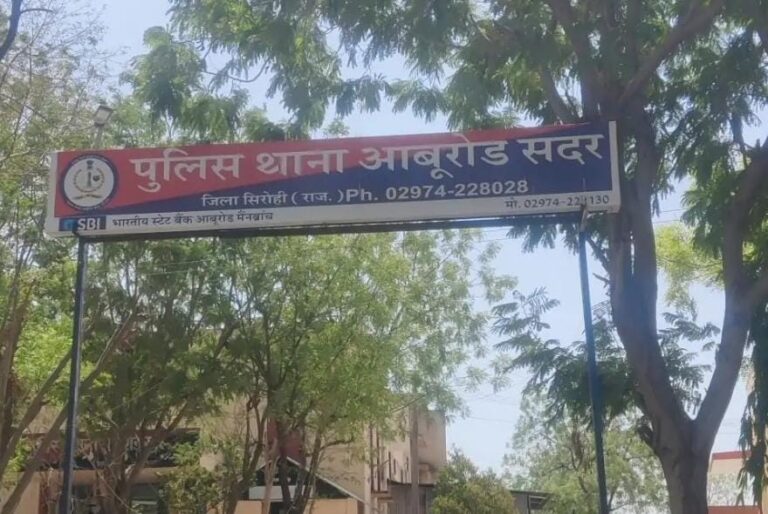 पुलिस थाना आबूरोड सदर
जिला सिरोही (राज.) Ph. 02974-228028
SBI भारतीय स्टेट बैंक आबूरोड मैनब्रांच
मो.